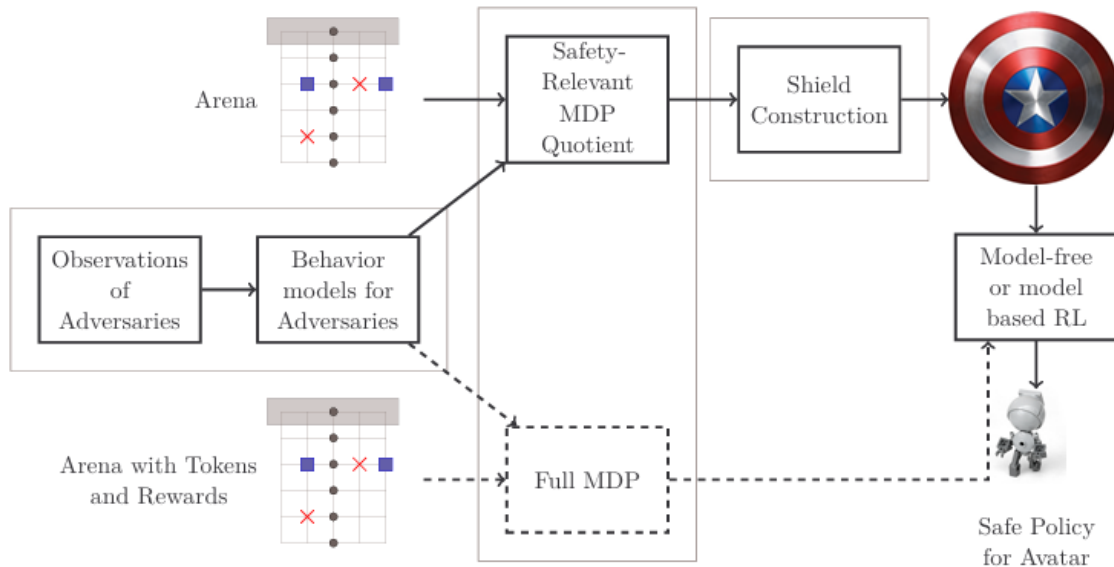 Arena
Safety-
Relevant
MDP
Quotient
Shield
Construction
Observations
of
Adversaries
Behavior
models for
Adversaries
Model-free
or model
based RL
Arena with Tokens
and Rewards
Full MDP
Safe Policy
for Avatar